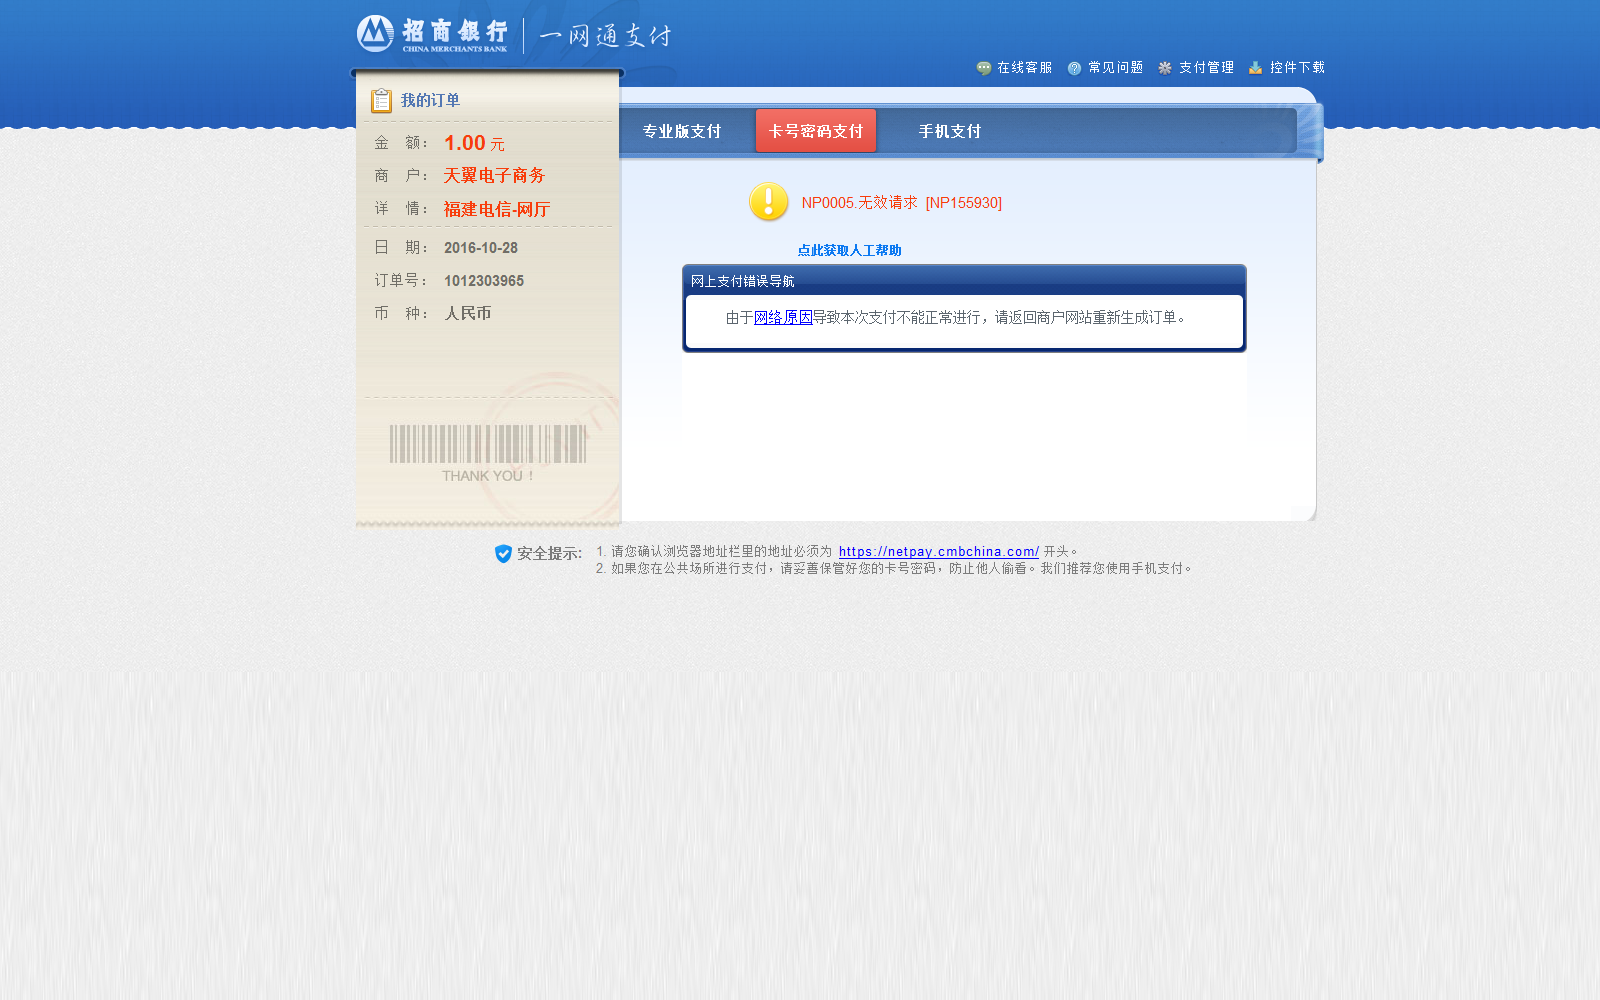 招商银行
CHINA MERCHANTS BANK
一网通支付
在线客服 常见问题 支付管理 控件下载
我的订单
金 额： 1.00 元
商 户： 天翼电子商务
详 情： 福建电信-网厅
日 期： 2016-10-28
订单号： 1012303965
币 种： 人民币
THANK YOU !
专业版支付 卡号密码支付 手机支付
NP0005.无效请求 [NP155930]
点此获取人工帮助
网上支付错误导航
由于网络原因导致本次支付不能正常进行，请返回商户网站重新生成订单。
安全提示:
1. 请您确认浏览器地址栏里的地址必须为 https://netpay.cmbchina.com/ 开头。
2. 如果您在公共场所进行支付，请妥善保管好您的卡号密码，防止他人偷看。我们推荐您使用手机支付。